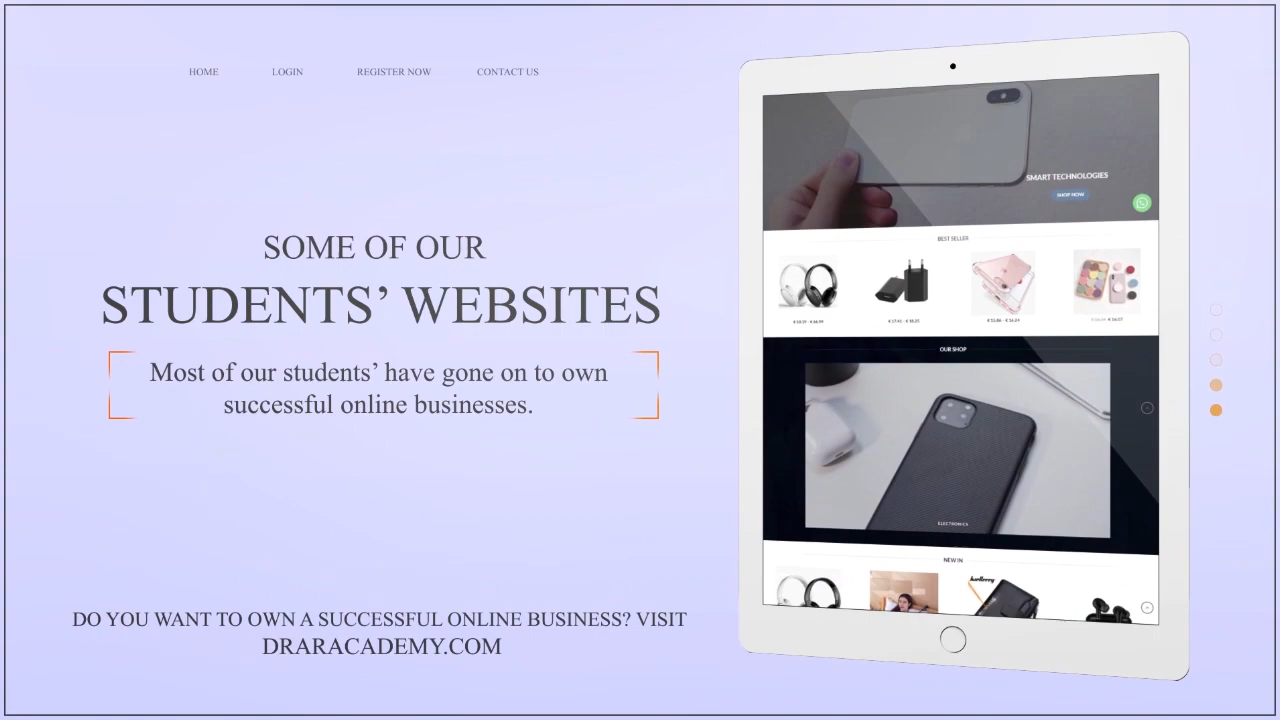 HOME LOGIN REGISTER NOW CONTACT US
SOME OF OUR
STUDENTS’ WEBSITES
Most of our students’ have gone on to own
successful online businesses.
DO YOU WANT TO OWN A SUCCESSFUL ONLINE BUSINESS? VISIT
DRARACADEMY.COM
SMART TECHNOLOGIES
SHOP NOW
BEST SELLER
OUR SHOP
ELECTRONICS
NEW IN